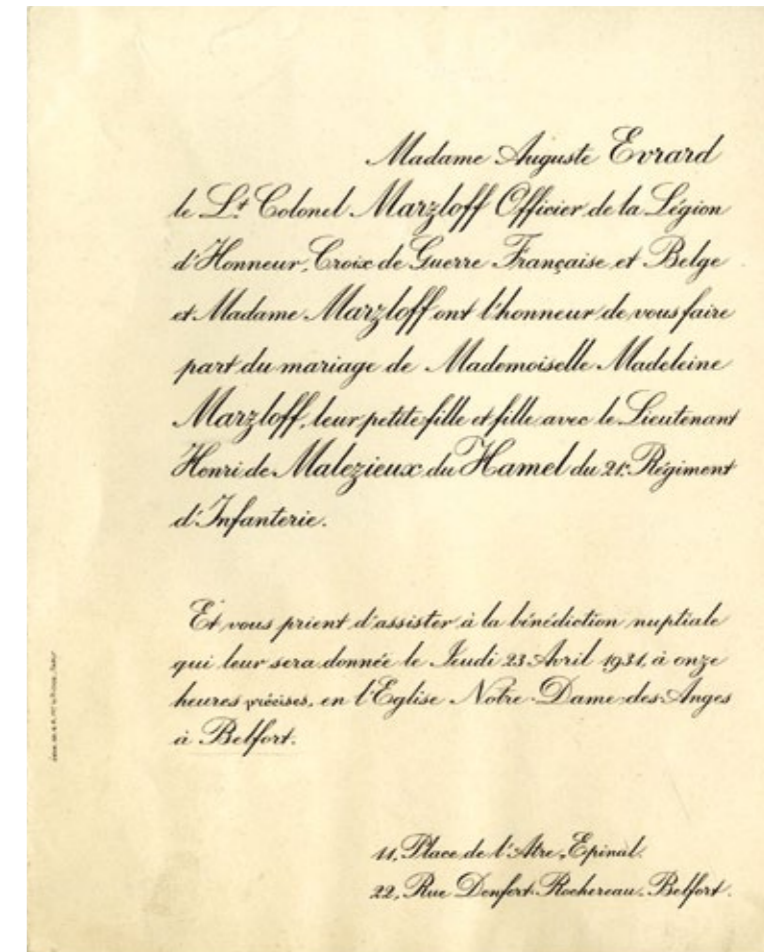 Madame Auguste Evrard
le Lt Colonel Marzloff Officier de la Légion
d'Honneur, Croix de Guerre Française et Belge
et Madame Marzloff ont l'honneur de vous faire
part du mariage de Mademoiselle Madeleine
Marzloff, leur petite-fille et fille avec le Lieutenant
Henri de Malezieux du Hamel du 21e Régiment
d'Infanterie.
Et vous prient d'assister à la bénédiction nuptiale
qui leur sera donnée le Jeudi 23 Avril 1931, à onze
heures précises, en l'Eglise Notre-Dame-des-Anges
à Belfort.
11, Place de l'Atre, Epinal.
22, Rue Denfert-Rochereau. Belfort.